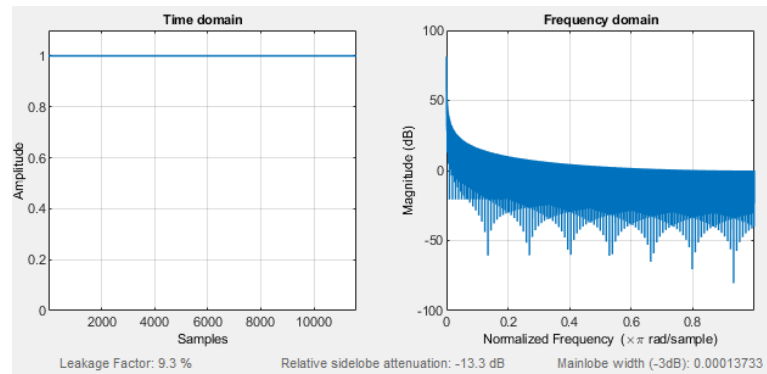 Time domain
1
0.8
0.6
0.4
0.2
0
Amplitude
2000 4000 6000 8000 10000
Samples
Frequency domain
100
50
0
-50
-100
Magnitude (dB)
0 0.2 0.4 0.6 0.8
Normalized Frequency (×π rad/sample)
Leakage Factor: 9.3 % Relative sidelobe attenuation: -13.3 dB Mainlobe width (-3dB): 0.00013733